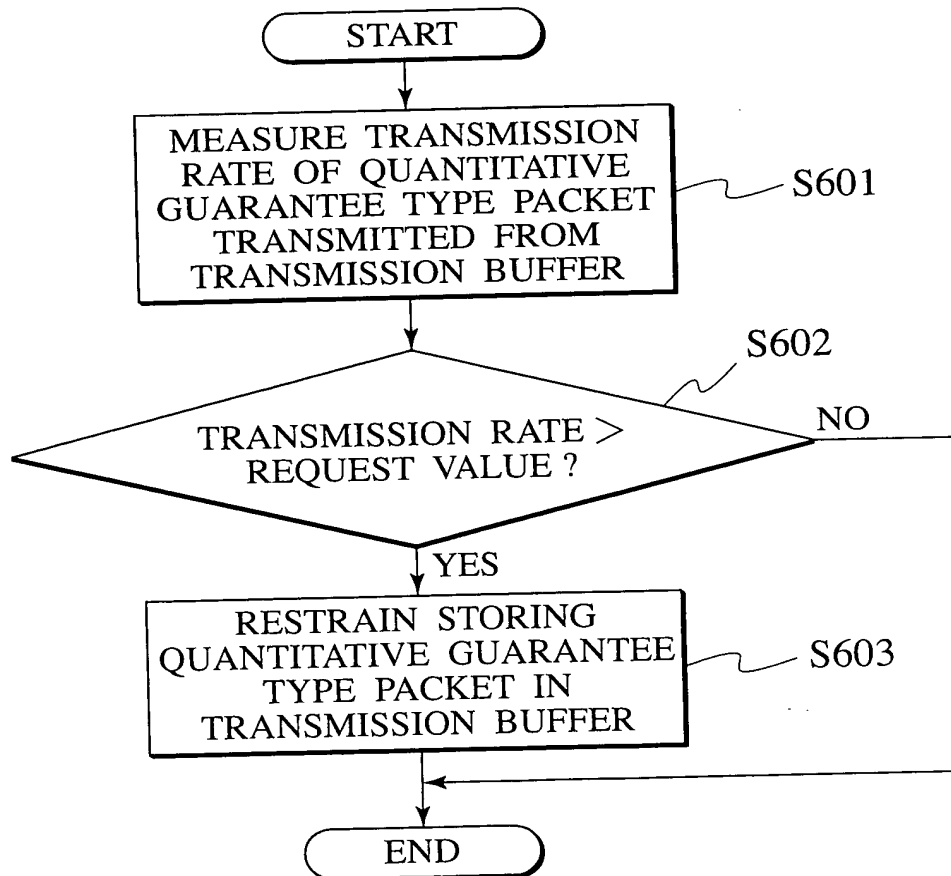 START
MEASURE TRANSMISSION
RATE OF QUANTITATIVE
GUARANTEE TYPE PACKET
TRANSMITTED FROM
TRANSMISSION BUFFER
S601
S602
TRANSMISSION RATE >
REQUEST VALUE ?
NO
YES
RESTRAIN STORING
QUANTITATIVE GUARANTEE
TYPE PACKET IN
TRANSMISSION BUFFER
S603
END